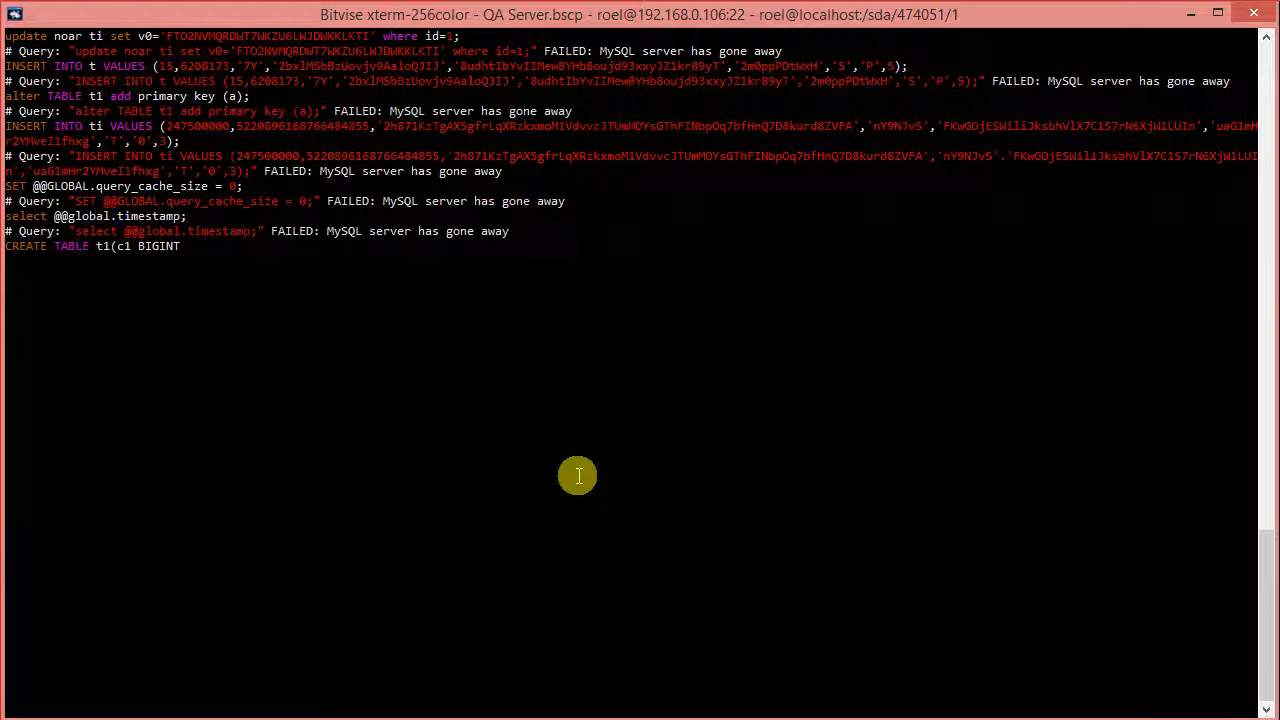 Bitvise xterm-256color - QA Server.bscp - roel@192.168.0.106:22 - roel@localhost:/sda/474051/1
update noar ti set v0='FTO2NVMQRDWT7WKZU6LWJDWKKLKTI' where id=1;
# Query: "update noar ti set v0='FTO2NVMQRDWT7WKZU6LWJDWKKLKTI' where id=1;" FAILED: MySQL server has gone away
INSERT INTO t VALUES (15,6208173,'7Y','2bxlMSbBzUovjv9AaloQJIJ','8udhtIbYvIIMewBYHb8oujd93xxyJZ1kr89yT','2m0ppPDtWxH','S','P',5);
# Query: "INSERT INTO t VALUES (15,6208173,'7Y','2bxlMSbBzUovjv9AaloQJIJ','8udhtIbYvIIMewBYHb8oujd93xxyJZ1kr89yT','2m0ppPDtWxH','S','P',5);" FAILED: MySQL server has gone away
alter TABLE t1 add primary key (a);
# Query: "alter TABLE t1 add primary key (a);" FAILED: MySQL server has gone away
INSERT INTO ti VALUES (247500000,5220896168766484855,'2h871KzTgAX5gfrLqXRzkxmoM1VdvvcJTUmMOYsGThFINbpOq7bfHnQ7D8kurd8ZVFA','nY9NJvS','FKwGOjESWiliJksbhVlX7C1S7rN6XjW1LUIn','uaG1mH
r2YMveI1fhxg','T','0',3);
# Query: "INSERT INTO ti VALUES (247500000,5220896168766484855,'2h871KzTgAX5gfrLqXRzkxmoM1VdvvcJTUmMOYsGThFINbpOq7bfHnQ7D8kurd8ZVFA','nY9NJvS','FKwGOjESWiliJksbhVlX7C1S7rN6XjW1LUI
n','uaG1mHr2YMveI1fhxg','T','0',3);" FAILED: MySQL server has gone away
SET @@GLOBAL.query_cache_size = 0;
# Query: "SET @@GLOBAL.query_cache_size = 0;" FAILED: MySQL server has gone away
select @@global.timestamp;
# Query: "select @@global.timestamp;" FAILED: MySQL server has gone away
CREATE TABLE t1(c1 BIGINT